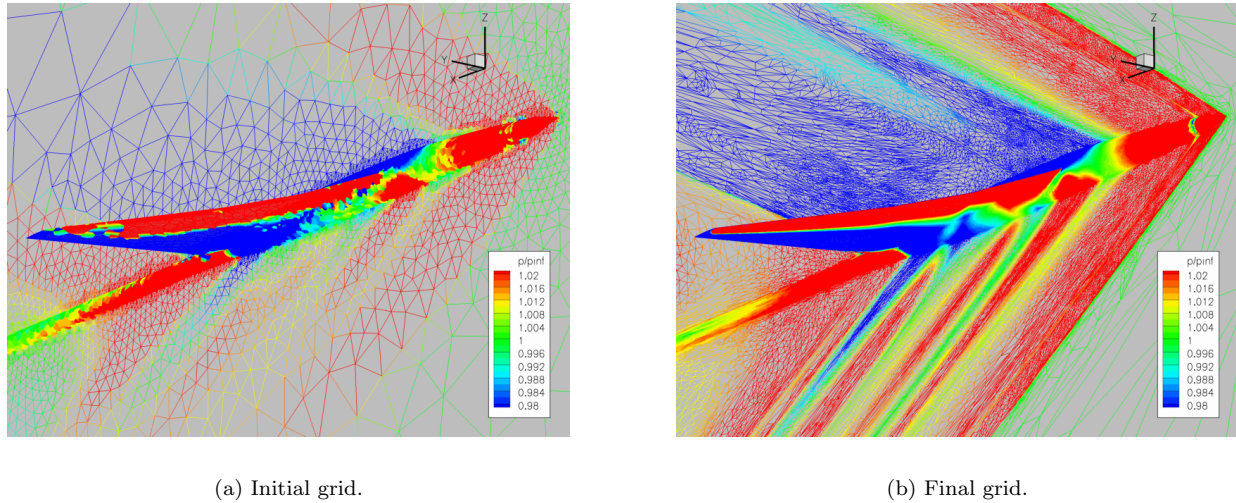 Z
Y
X
p/pinf
1.02
1.016
1.012
1.008
1.004
1
0.996
0.992
0.988
0.984
0.98
Z
Y
X
p/pinf
1.02
1.016
1.012
1.008
1.004
1
0.996
0.992
0.988
0.984
0.98
(a) Initial grid.
(b) Final grid.